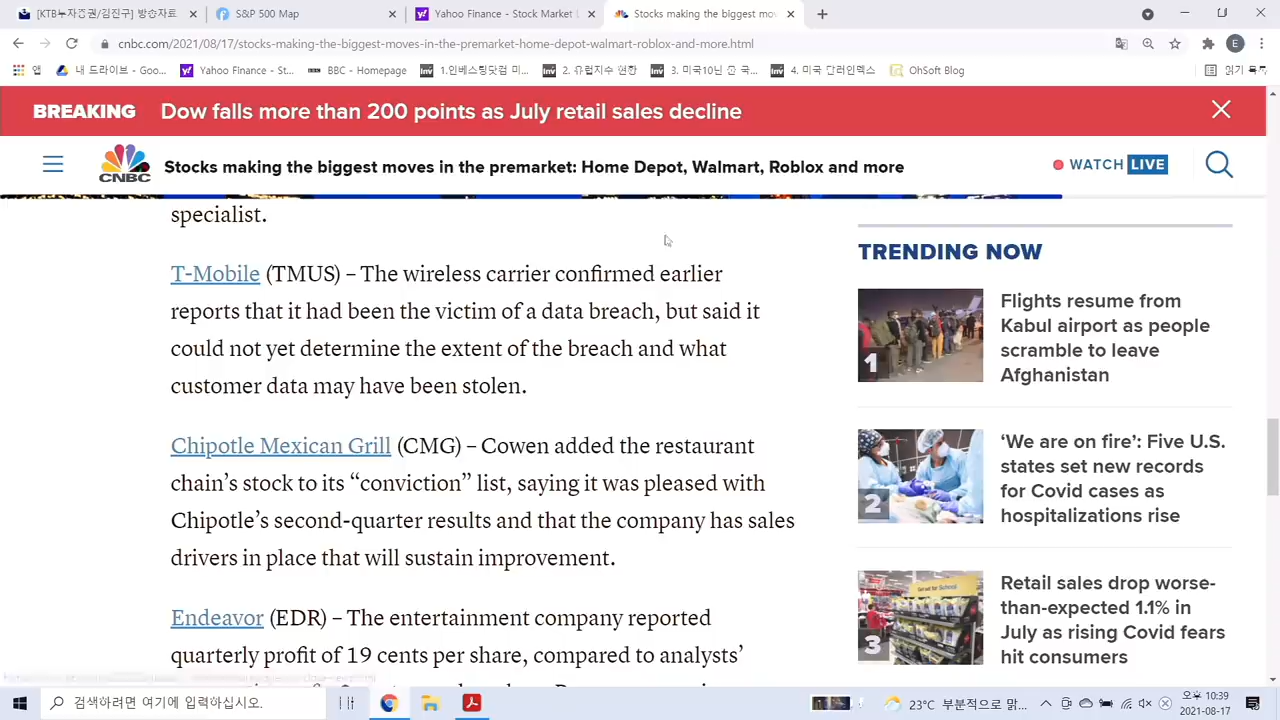 [KTB투자증권/김진구] 방송자료
S&P 500 Map
Yahoo Finance - Stock Market L
Stocks making the biggest mov
cnbc.com/2021/08/17/stocks-making-the-biggest-moves-in-the-premarket-home-depot-walmart-roblox-and-more.html
E
앱
내 드라이브 - Goo...
Yahoo Finance - St...
BBC - Homepage
1.인베스팅닷컴 미...
2. 유럽지수 현황
3. 미국10년 준 국...
4. 미국 달러인덱스
OhSoft Blog
읽기 목록
BREAKING Dow falls more than 200 points as July retail sales decline
CNBC
Stocks making the biggest moves in the premarket: Home Depot, Walmart, Roblox and more
WATCH LIVE
specialist.
T-Mobile (TMUS) – The wireless carrier confirmed earlier
reports that it had been the victim of a data breach, but said it
could not yet determine the extent of the breach and what
customer data may have been stolen.
Chipotle Mexican Grill (CMG) – Cowen added the restaurant
chain’s stock to its “conviction” list, saying it was pleased with
Chipotle’s second-quarter results and that the company has sales
drivers in place that will sustain improvement.
Endeavor (EDR) – The entertainment company reported
quarterly profit of 19 cents per share, compared to analysts’
TRENDING NOW
1
Flights resume from
Kabul airport as people
scramble to leave
Afghanistan
2
‘We are on fire’: Five U.S.
states set new records
for Covid cases as
hospitalizations rise
3
Retail sales drop worse-
than-expected 1.1% in
July as rising Covid fears
hit consumers
검색하려면 여기에 입력하십시오.
23°C 부분적으로 맑...
오후 10:39
2021-08-17